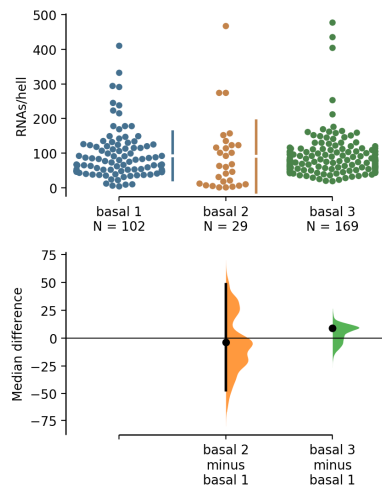 500
400
300
200
100
0
RNAs/hell
basal 1
N = 102
basal 2
N = 29
basal 3
N = 169
75
50
25
0
−25
−50
−75
Median difference
basal 2
minus
basal 1
basal 3
minus
basal 1